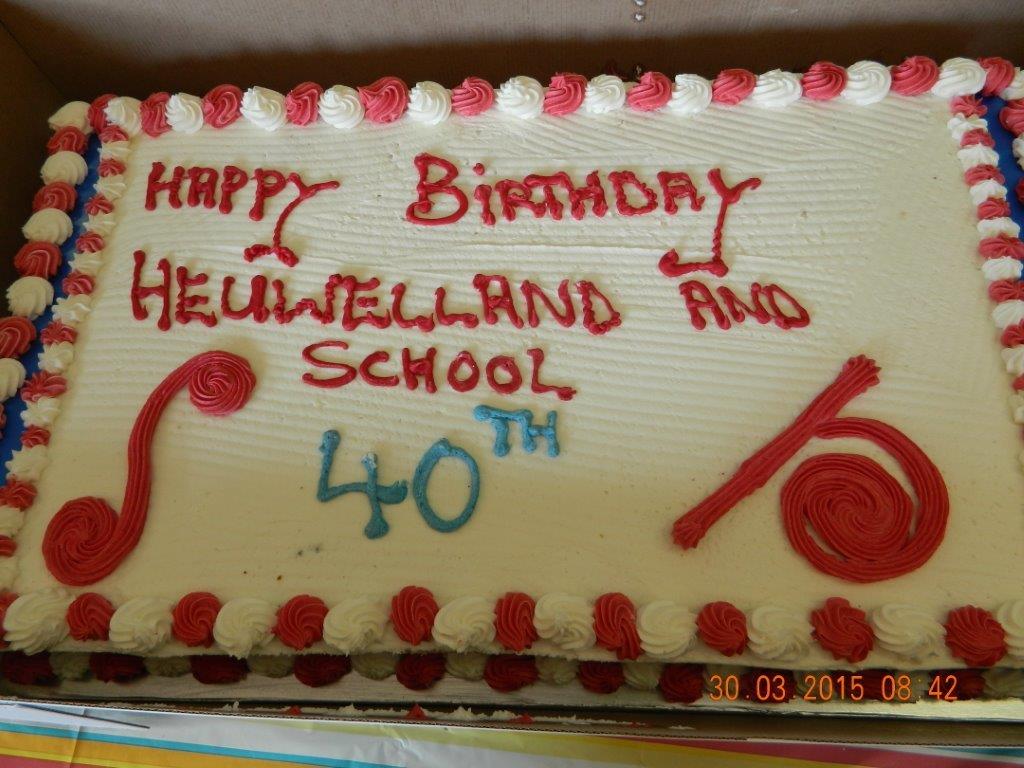 HAPPY BIRTHDAY
HEUWELLAND AND
SCHOOL
40TH
30.03.2015 08:42